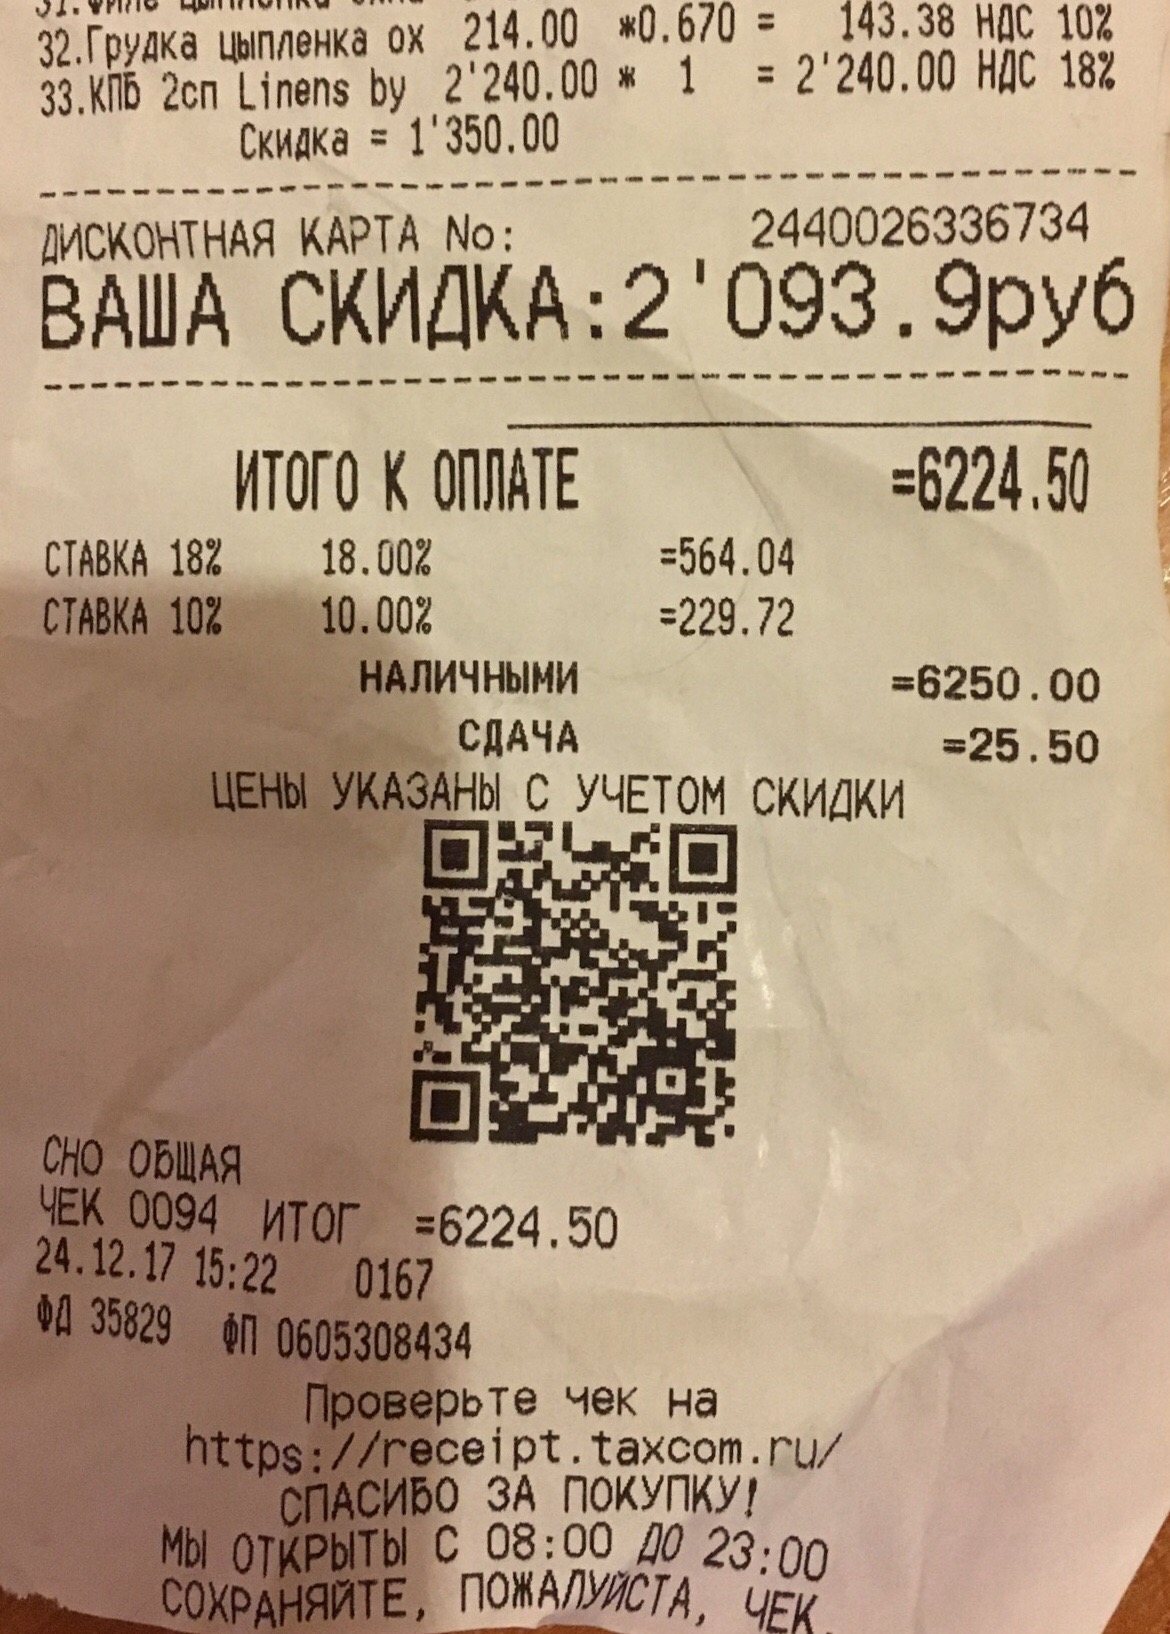 31.Филе цыпленка охла
32.Грудка цыпленка ох 214.00 *0.670 = 143.38 НДС 10%
33.КПБ 2сп Linens by 2'240.00 * 1 = 2'240.00 НДС 18%
Скидка = 1'350.00
ДИСКОНТНАЯ КАРТА No: 2440026336734
ВАША СКИДКА:2'093.9руб
ИТОГО К ОПЛАТЕ =6224.50
СТАВКА 18% 18.00% =564.04
СТАВКА 10% 10.00% =229.72
НАЛИЧНЫМИ =6250.00
СДАЧА =25.50
ЦЕНЫ УКАЗАНЫ С УЧЕТОМ СКИДКИ
СНО ОБЩАЯ
ЧЕК 0094 ИТОГ =6224.50
24.12.17 15:22 0167
ФД 35829 ФП 0605308434
Проверьте чек на
https://receipt.taxcom.ru/
СПАСИБО ЗА ПОКУПКУ!
МЫ ОТКРЫТЫ С 08:00 ДО 23:00
СОХРАНЯЙТЕ, ПОЖАЛУЙСТА, ЧЕК.